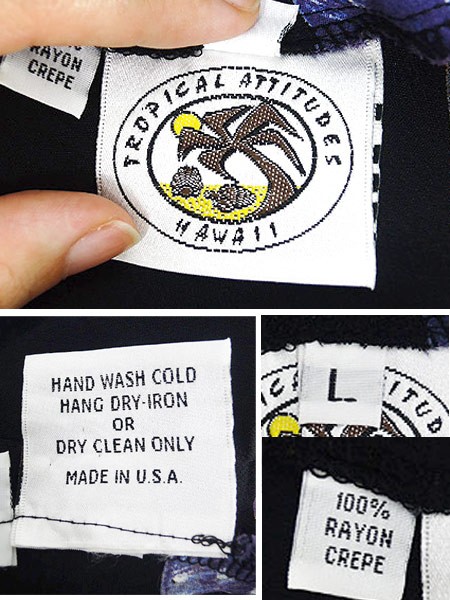 RAYON
CREPE
TROPICAL ATTITUDES
HAWAII
HAND WASH COLD
HANG DRY-IRON
OR
DRY CLEAN ONLY
MADE IN U.S.A.
L
100%
RAYON
CREPE